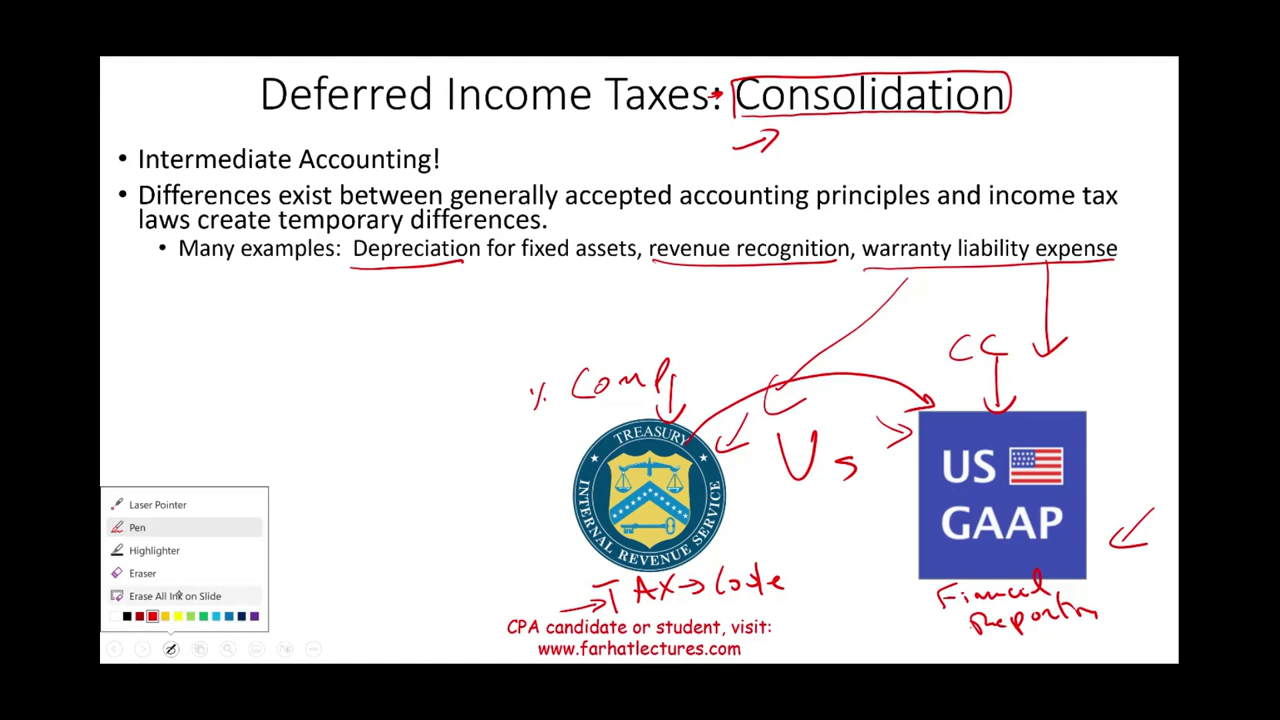 Deferred Income Taxes: Consolidation
• Intermediate Accounting!
• Differences exist between generally accepted accounting principles and income tax
laws create temporary differences.
• Many examples: Depreciation for fixed assets, revenue recognition, warranty liability expense
CC
% Comp
TREASURY
Vs
US
GAAP
INTERNAL REVENUE SERVICE
Laser Pointer
Pen
Highlighter
Eraser
Erase All Ink on Slide
TAX → Code
Financial
Reporting
CPA candidate or student, visit:
www.farhatlectures.com